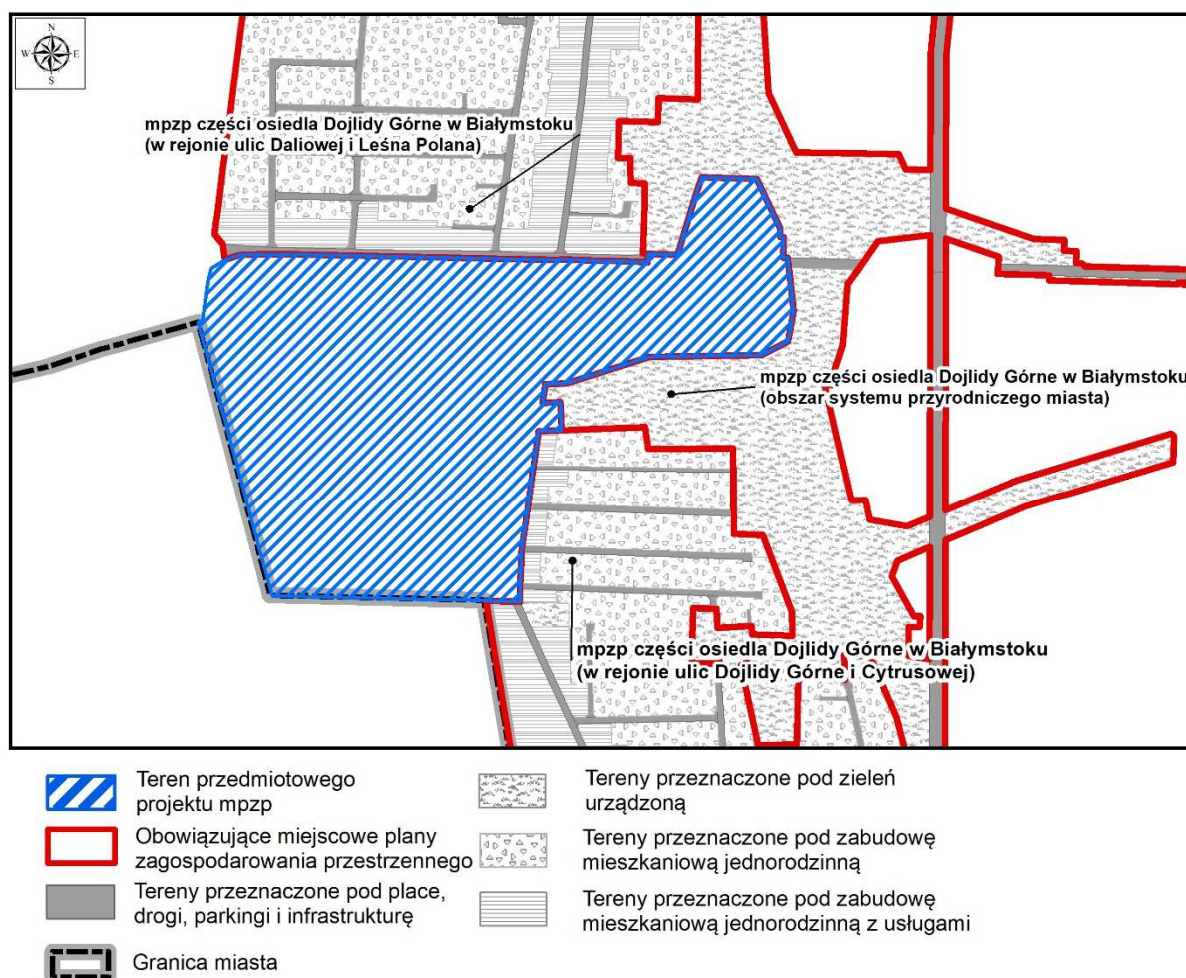 N
W E
S
mpzp części osiedla Dojlidy Górne w Białymstoku
(w rejonie ulic Daliowej i Leśna Polana)
mpzp części osiedla Dojlidy Górne w Białymstoku
(obszar systemu przyrodniczego miasta)
mpzp części osiedla Dojlidy Górne w Białymstoku
(w rejonie ulic Dojlidy Górne i Cytrusowej)
Teren przedmiotowego
projektu mpzp
Obowiązujące miejscowe plany
zagospodarowania przestrzennego
Tereny przeznaczone pod place,
drogi, parkingi i infrastrukturę
Granica miasta
Tereny przeznaczone pod zieleń
urządzoną
Tereny przeznaczone pod zabudowę
mieszkaniową jednorodzinną
Tereny przeznaczone pod zabudowę
mieszkaniową jednorodzinną z usługami